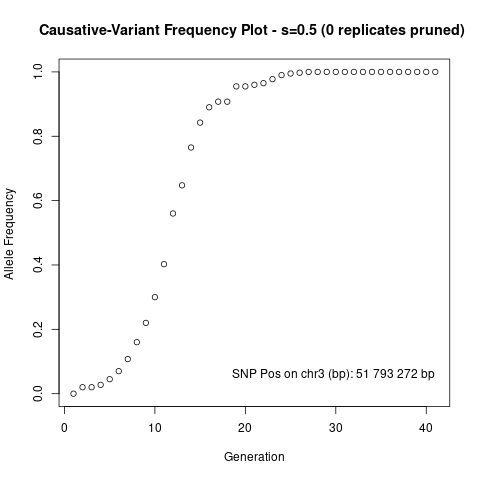 Causative-Variant Frequency Plot - s=0.5 (0 replicates pruned)
Allele Frequency
1.0
0.8
0.6
0.4
0.2
0.0
SNP Pos on chr3 (bp): 51 793 272 bp
0 10 20 30 40
Generation